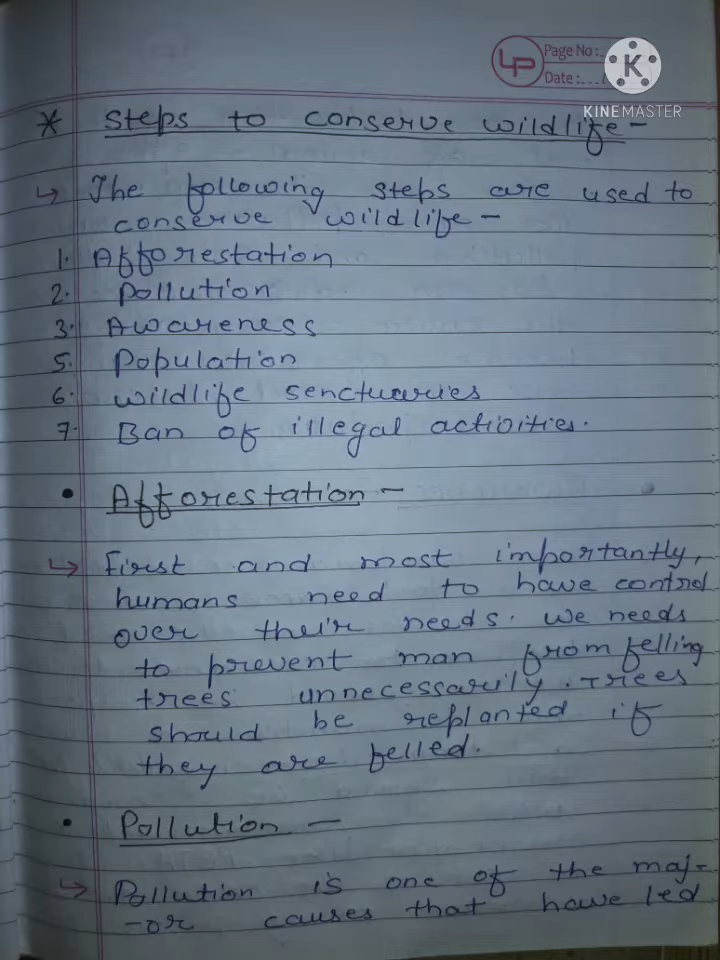 LP Page No:
Date:
K
KINEMASTER
* Steps to conserve wildlife -
↳ The following steps are used to
conserve wildlife -
1. Afforestation
2. Pollution
3. Awareness
5. Population
6. wildlife senctuaries
7. Ban of illegal activities.
• Afforestation -
↳ First and most importantly,
humans need to have control
over their needs. We needs
to prevent man from felling
trees unnecessarily. Trees
should be replanted if
they are felled.
• Pollution -
↳ Pollution is one of the maj-
-or causes that have led